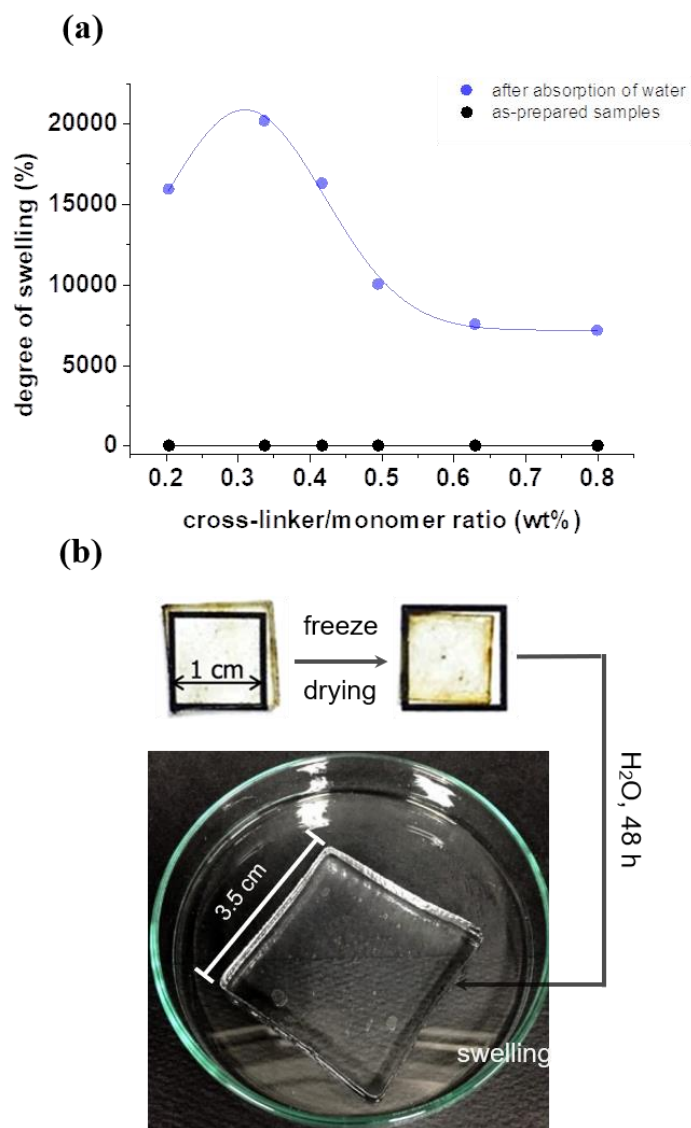 (a)
after absorption of water
as-prepared samples
degree of swelling (%)
20000
15000
10000
5000
0
0.2 0.3 0.4 0.5 0.6 0.7 0.8
cross-linker/monomer ratio (wt%)
(b)
1 cm
freeze
drying
H₂O, 48 h
3.5 cm
swelling